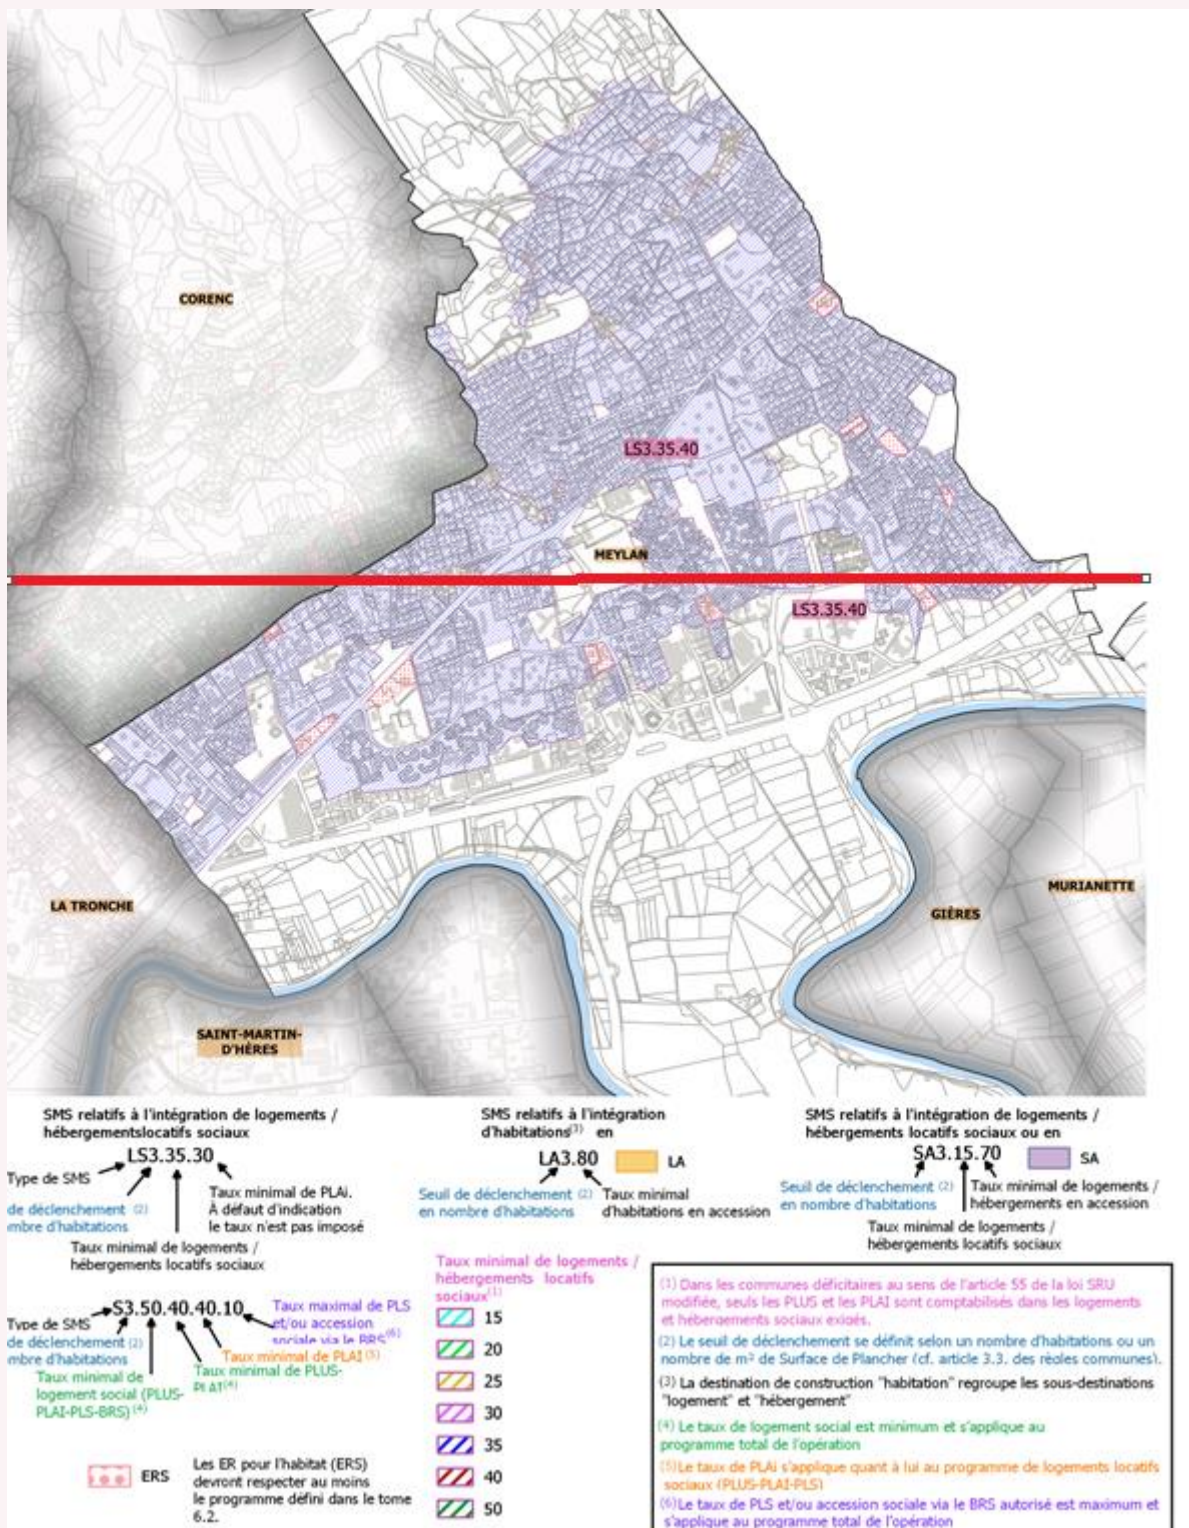 CORENC
LS3.35.40
MEYLAN
LS3.35.40
LA TRONCHE
MURIANETTE
GIÈRES
SAINT-MARTIN-
D'HÈRES
SMS relatifs à l'intégration de logements /
hébergementslocatifs sociaux
LS3.35.30
Type de SMS
de déclenchement (2)
mbre d'habitations
Taux minimal de PLAi.
À défaut d'indication
le taux n'est pas imposé
Taux minimal de logements /
hébergements locatifs sociaux
S3.50.40.40.10
Type de SMS
de déclenchement (2)
mbre d'habitations
Taux minimal de
logement social (PLUS-
PLAI-PLS-BRS) (4)
Taux minimal de PLUS-
PLAI(4)
Taux minimal de PLAI (5)
Taux maximal de PLS
et/ou accession
sociale via le BRS(6)
ERS
Les ER pour l'habitat (ERS)
devront respecter au moins
le programme défini dans le tome
6.2.
SMS relatifs à l'intégration
d'habitations(3) en
LA3.80
LA
Seuil de déclenchement (2)
en nombre d'habitations
Taux minimal
d'habitations en accession
Taux minimal de logements /
hébergements locatifs
sociaux(1)
15
20
25
30
35
40
50
SMS relatifs à l'intégration de logements /
hébergements locatifs sociaux ou en
SA3.15.70
SA
Seuil de déclenchement (2)
en nombre d'habitations
Taux minimal de logements /
hébergements en accession
Taux minimal de logements /
hébergements locatifs sociaux
(1) Dans les communes déficitaires au sens de l'article 55 de la loi SRU
modifiée, seuls les PLUS et les PLAI sont comptabilisés dans les logements
et hébergements sociaux exigés.
(2) Le seuil de déclenchement se définit selon un nombre d'habitations ou un
nombre de m² de Surface de Plancher (cf. article 3.3. des règles communes).
(3) La destination de construction "habitation" regroupe les sous-destinations
"logement" et "hébergement"
(4) Le taux de logement social est minimum et s'applique au
programme total de l'opération
(5)Le taux de PLAi s'applique quant à lui au programme de logements locatifs
sociaux (PLUS-PLAI-PLS)
(6)Le taux de PLS et/ou accession sociale via le BRS autorisé est maximum et
s'applique au programme total de l'opération